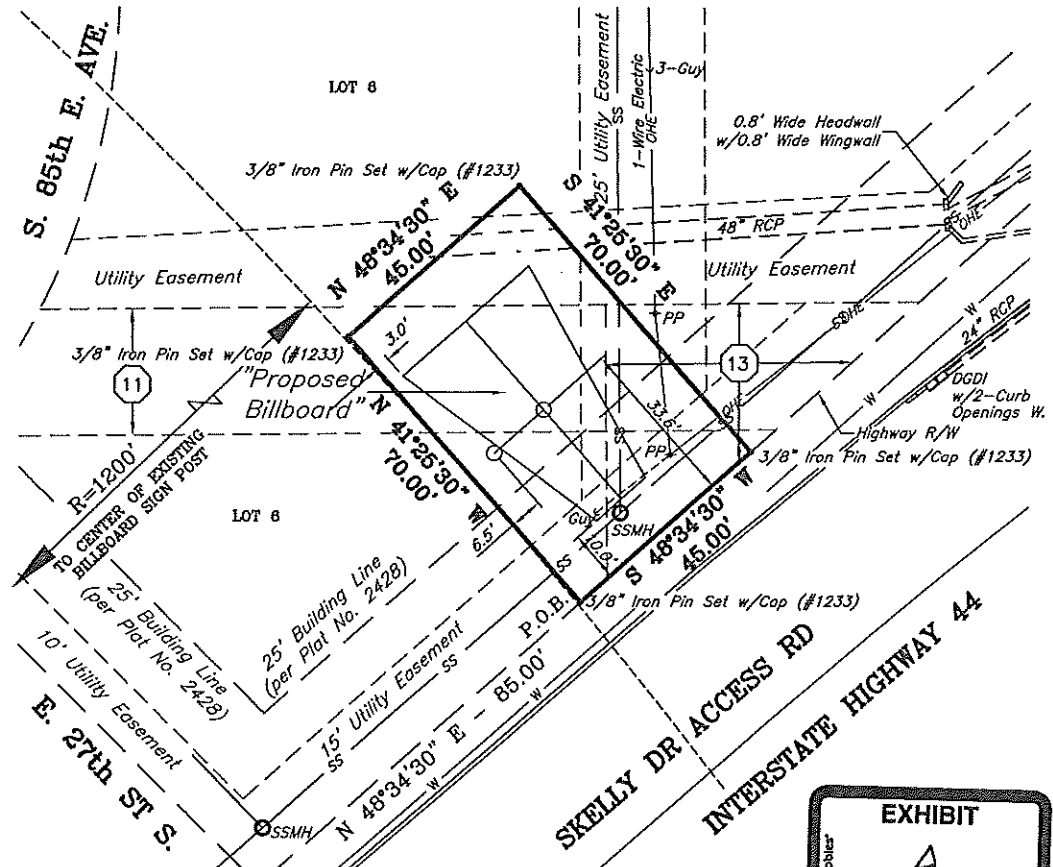 S. 85th E. AVE.
LOT 6
25' Utility Easement
SS
1-Wire Electric
OHE
3-Guy
0.8' Wide Headwall
w/0.8' Wide Wingwall
3/8" Iron Pin Set w/Cap (#1233)
N 48°34'30" E
45.00'
S 41°25'30" E
70.00'
48" RCP
OHE
Utility Easement
Utility Easement
PP
OHE
W
24" RCP
3/8" Iron Pin Set w/Cap (#1233)
3.0'
11
13
"Proposed
Billboard"
DGDI
w/2-Curb
Openings W.
W
Highway R/W
N 41°25'30" W
70.00'
33.6'
SS
PP
3/8" Iron Pin Set w/Cap (#1233)
R=1200'
TO CENTER OF EXISTING
BILLBOARD SIGN POST
LOT 6
6.5'
Guy
SSMH
10.0'
S 48°34'30" W
45.00'
SS
P.O.B.
3/8" Iron Pin Set w/Cap (#1233)
25' Building Line
(per Plat No. 2428)
25' Building Line
(per Plat No. 2428)
10' Utility Easement
15' Utility Easement
SS
SS
W
N 48°34'30" E - 85.00'
W
E. 27th ST S.
SSMH
SKELLY DR ACCESS RD
INTERSTATE HIGHWAY 44
EXHIBIT